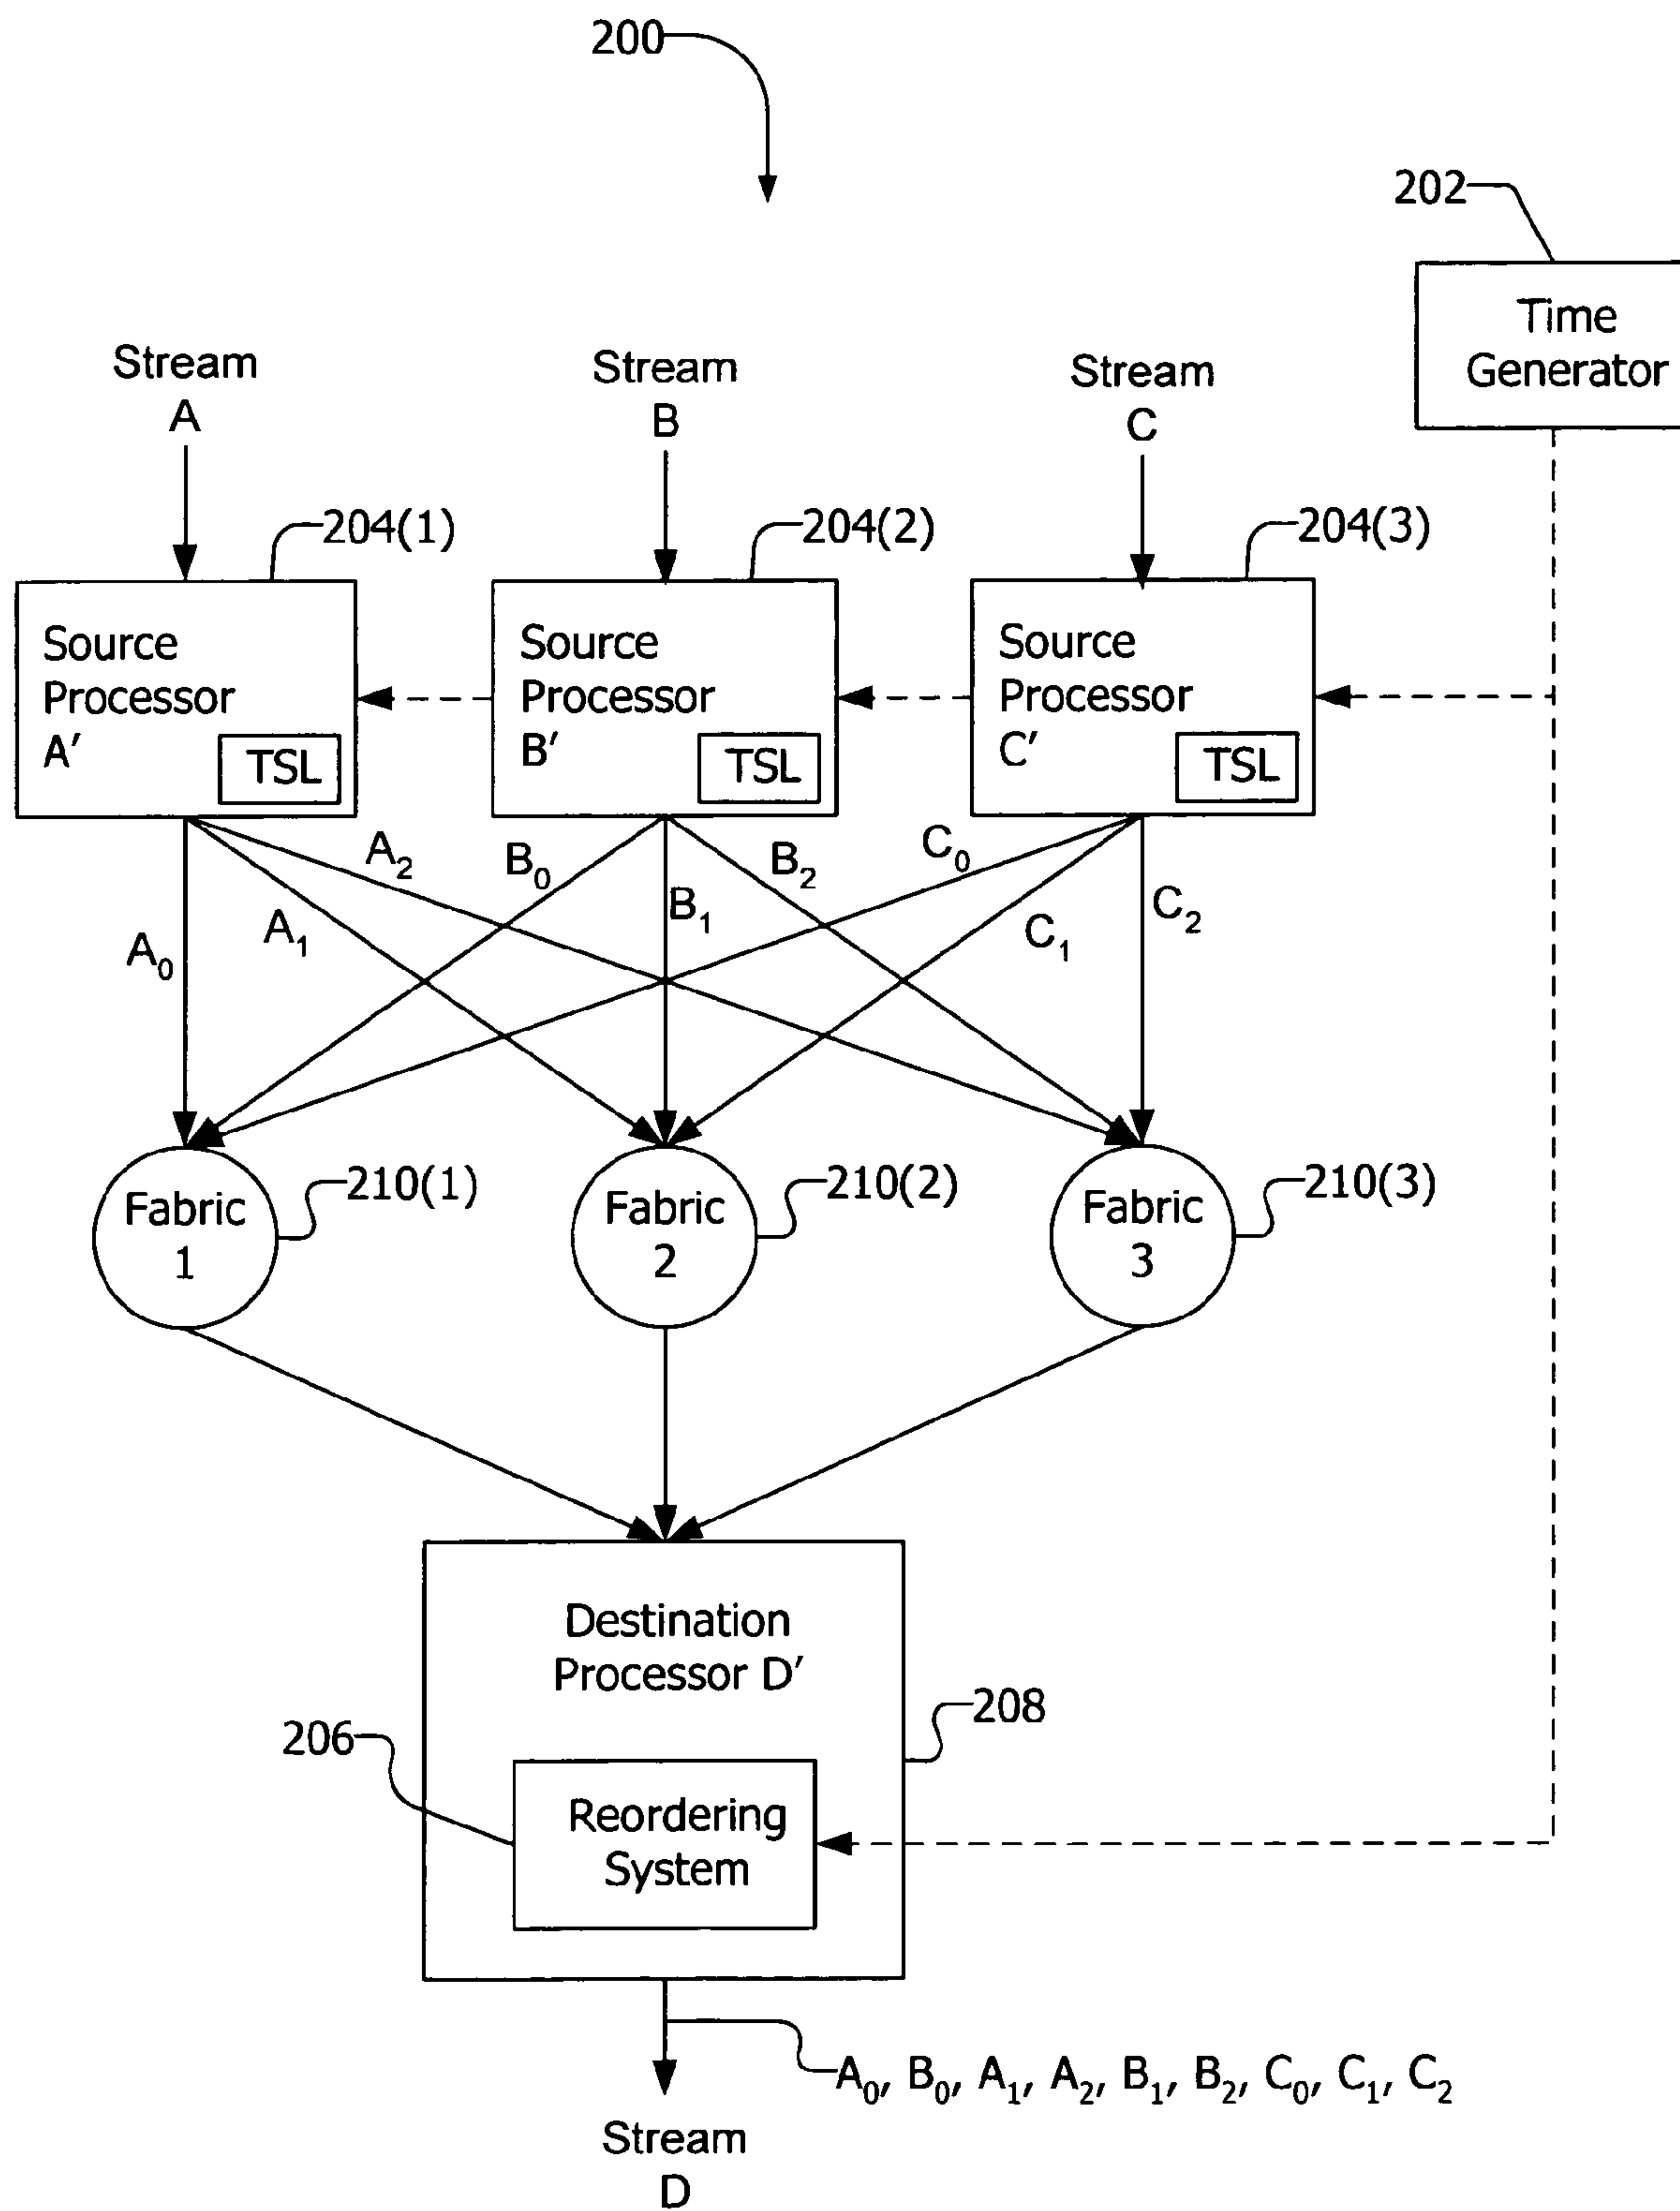 200
202
Time
Generator
Stream
A
Stream
B
Stream
C
204(1)
204(2)
204(3)
Source
Processor
A′
TSL
Source
Processor
B′
TSL
Source
Processor
C′
TSL
A₀
A₁
A₂
B₀
B₁
B₂
C₀
C₁
C₂
Fabric
1
210(1)
Fabric
2
210(2)
Fabric
3
210(3)
Destination
Processor D′
208
206
Reordering
System
A₀, B₀, A₁, A₂, B₁, B₂, C₀, C₁, C₂
Stream
D